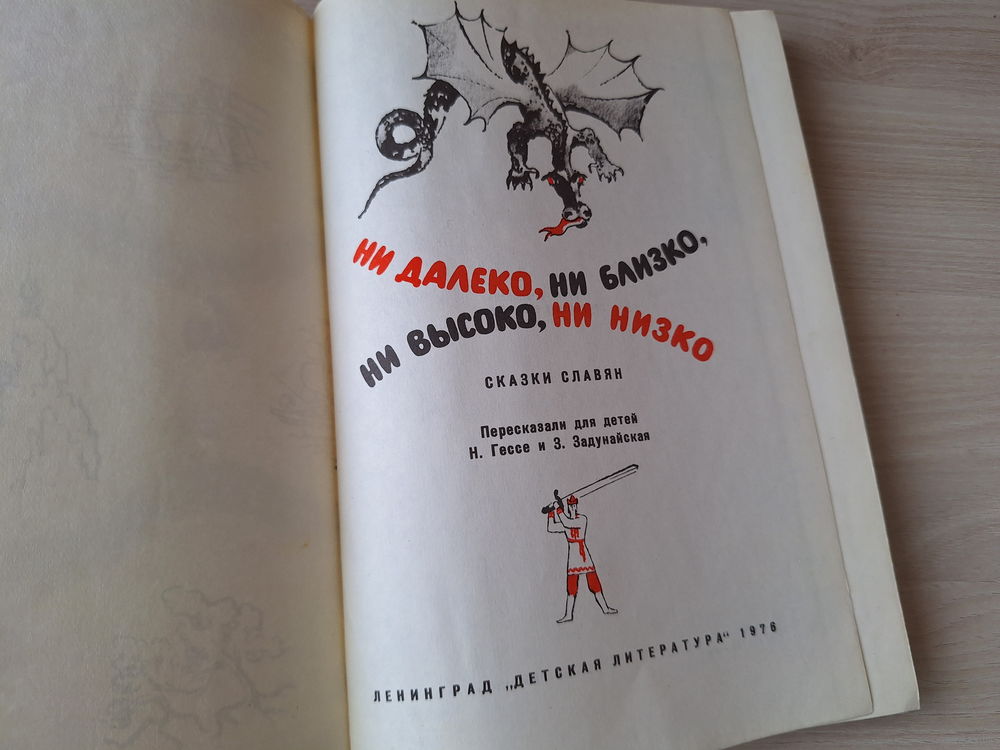 НИ ДАЛЕКО, НИ БЛИЗКО,
НИ ВЫСОКО, НИ НИЗКО
СКАЗКИ СЛАВЯН
Пересказали для детей
Н. Гессе и З. Задунайская
ЛЕНИНГРАД „ДЕТСКАЯ ЛИТЕРАТУРА“ 1976